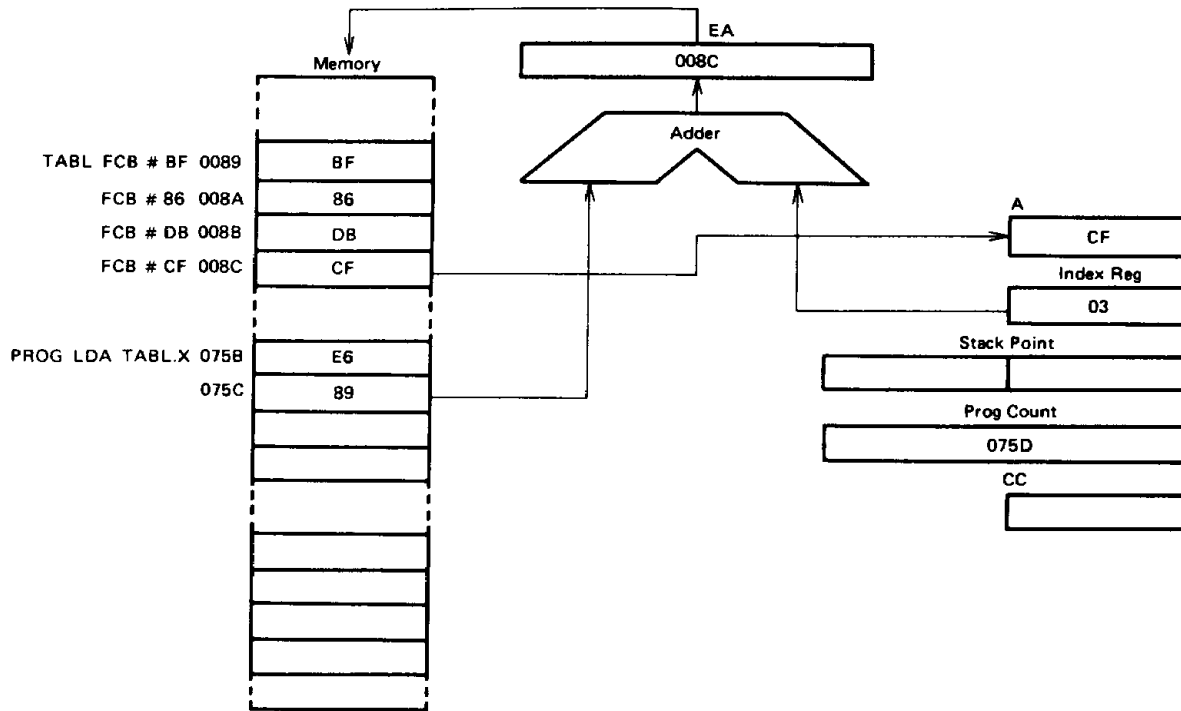 EA
008C
Memory
Adder
TABL FCB # BF 0089 BF
FCB # 86 008A 86
FCB # DB 008B DB
FCB # CF 008C CF
A
CF
Index Reg
03
PROG LDA TABL.X 075B E6
075C 89
Stack Point
Prog Count
075D
CC